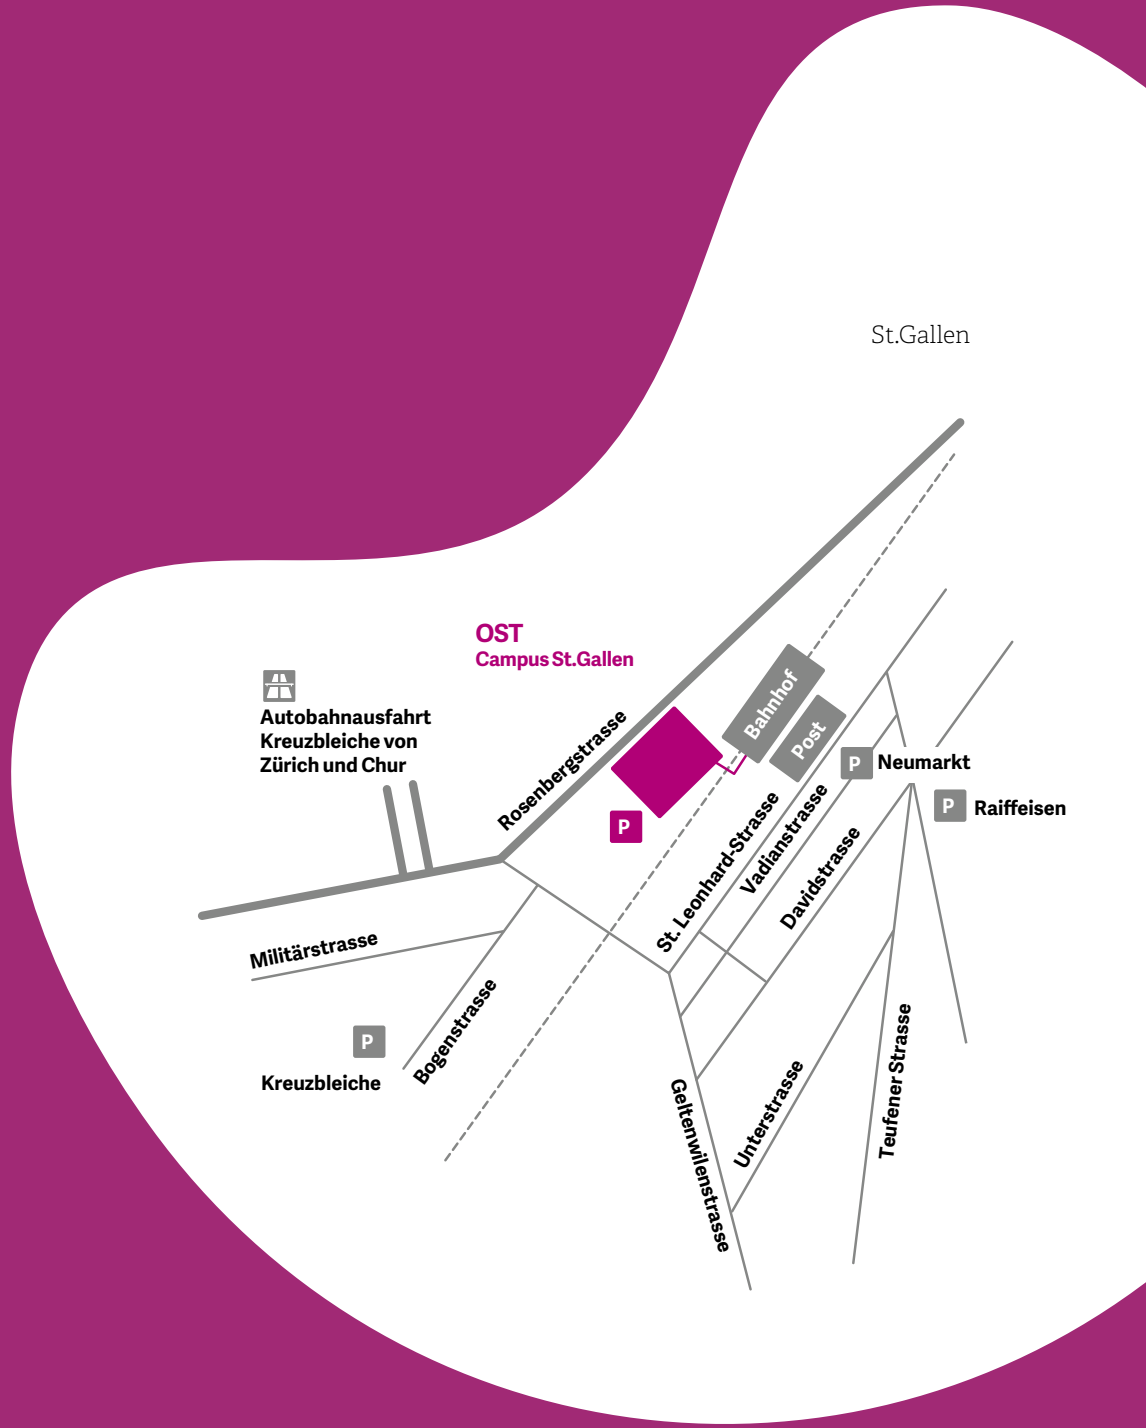 St.Gallen
OST
Campus St.Gallen
Autobahnausfahrt
Kreuzbleiche von
Zürich und Chur
Rosenbergstrasse
Bahnhof
Post
P
Neumarkt
P
Raiffeisen
P
St. Leonhard-Strasse
Vadianstrasse
Davidstrasse
Militärstrasse
Bogenstrasse
P
Kreuzbleiche
Geltenwilenstrasse
Unterstrasse
Teufener Strasse